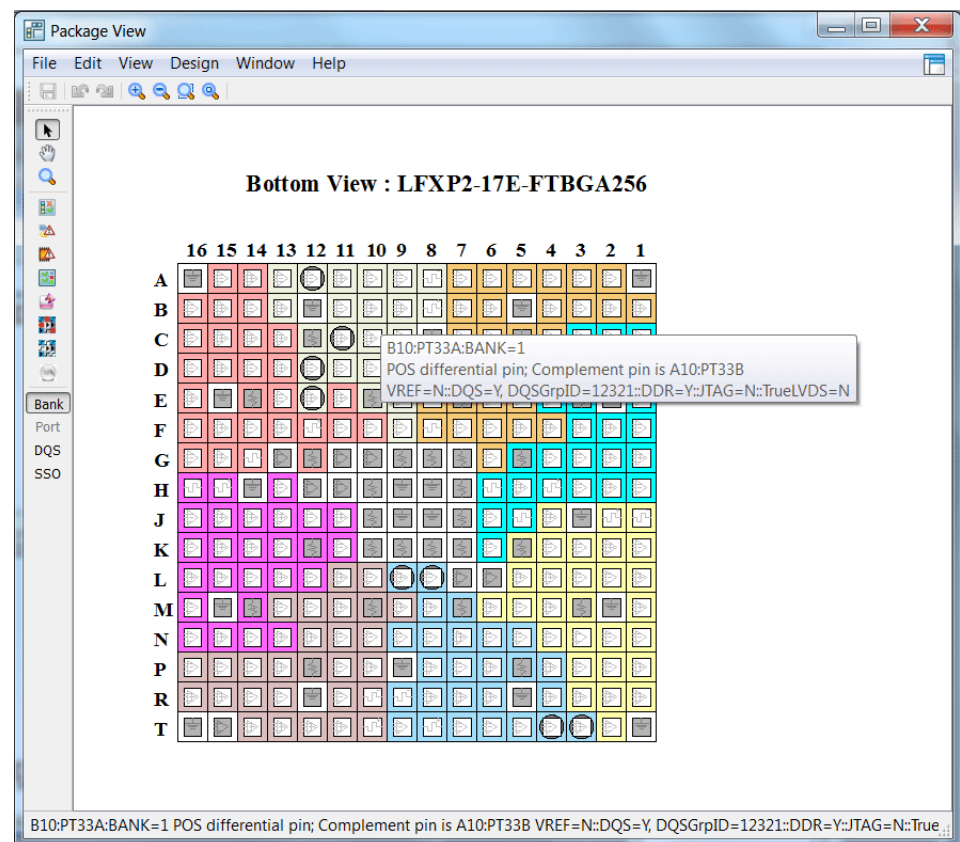 Package View
File Edit View Design Window Help
Bottom View : LFXP2-17E-FTBGA256
16 15 14 13 12 11 10 9 8 7 6 5 4 3 2 1
A
B
C
B10:PT33A:BANK=1
D
POS differential pin; Complement pin is A10:PT33B
E
VREF=N::DQS=Y, DQSGrpID=12321::DDR=Y::JTAG=N::TrueLVDS=N
Bank
F
Port
DQS
G
SSO
H
J
K
L
M
N
P
R
T
B10:PT33A:BANK=1 POS differential pin; Complement pin is A10:PT33B VREF=N::DQS=Y, DQSGrpID=12321::DDR=Y::JTAG=N::True